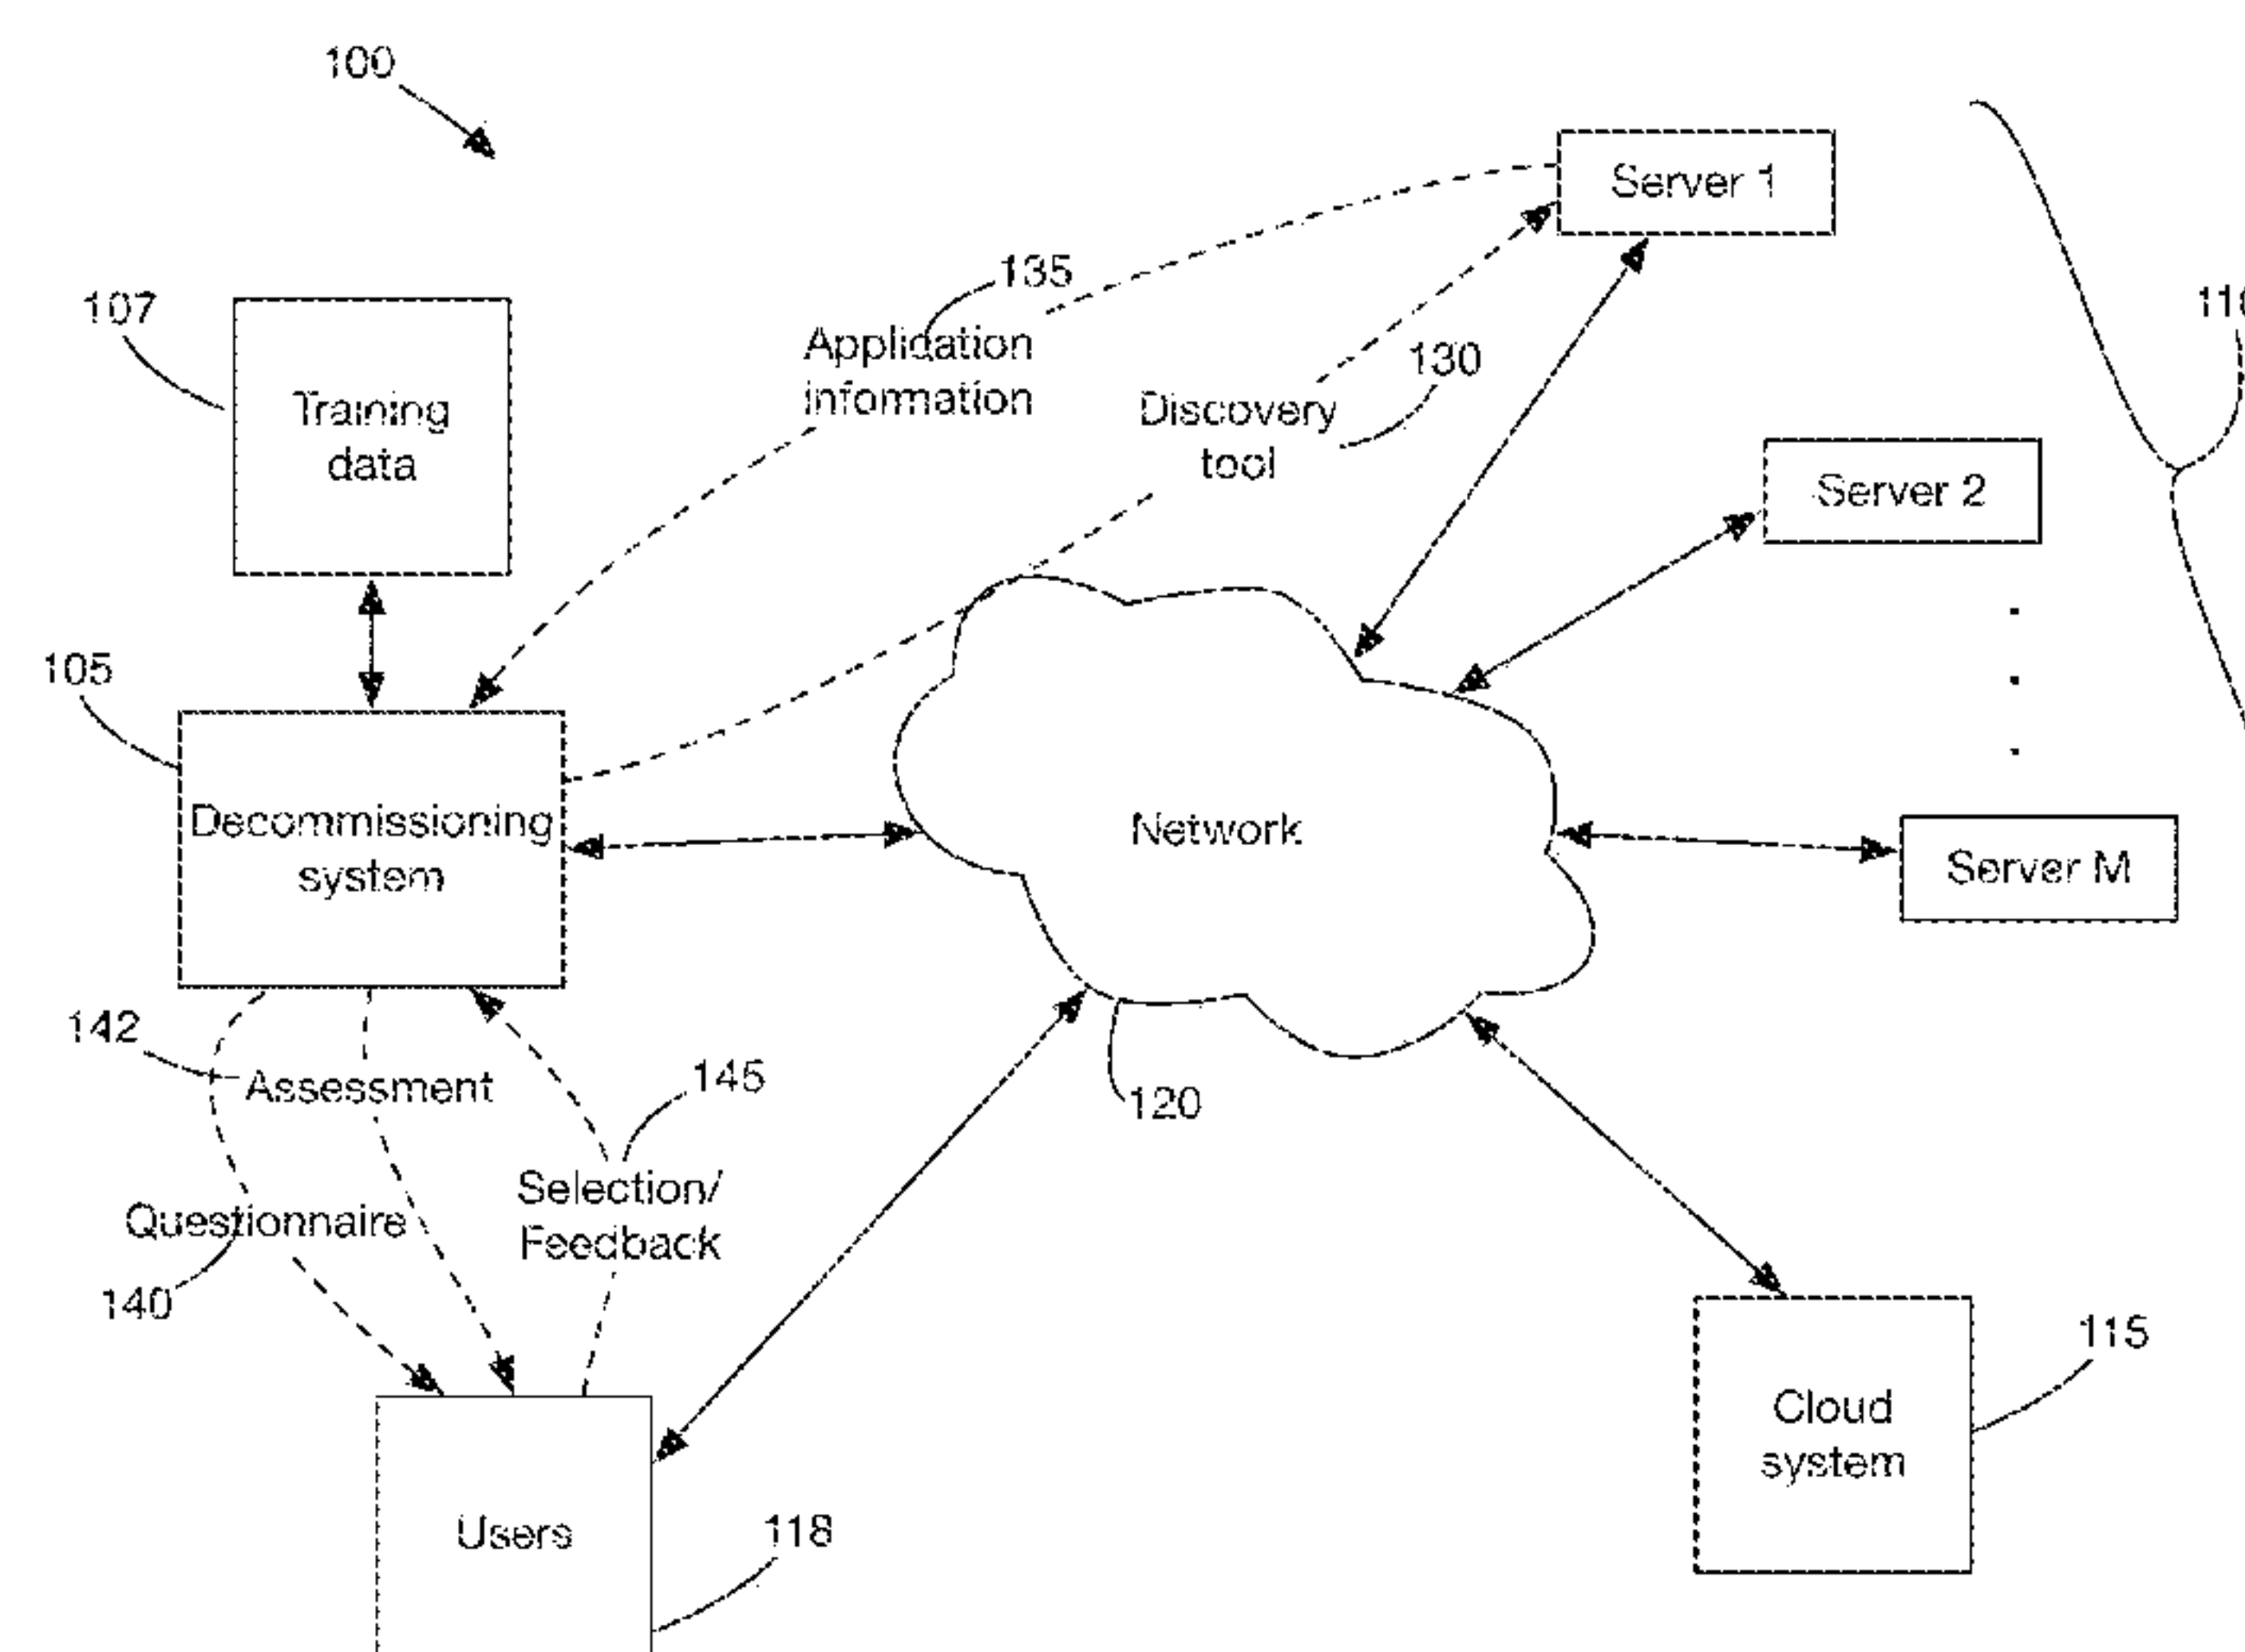 100
Server 1
135
107
110
Application
information
130
Training
data
Discovery
tool
Server 2
105
Decommissioning
system
Network
Server M
142
Assessment
145
120
Selection/
Feedback
Questionnaire
140
115
Cloud
system
Users
118